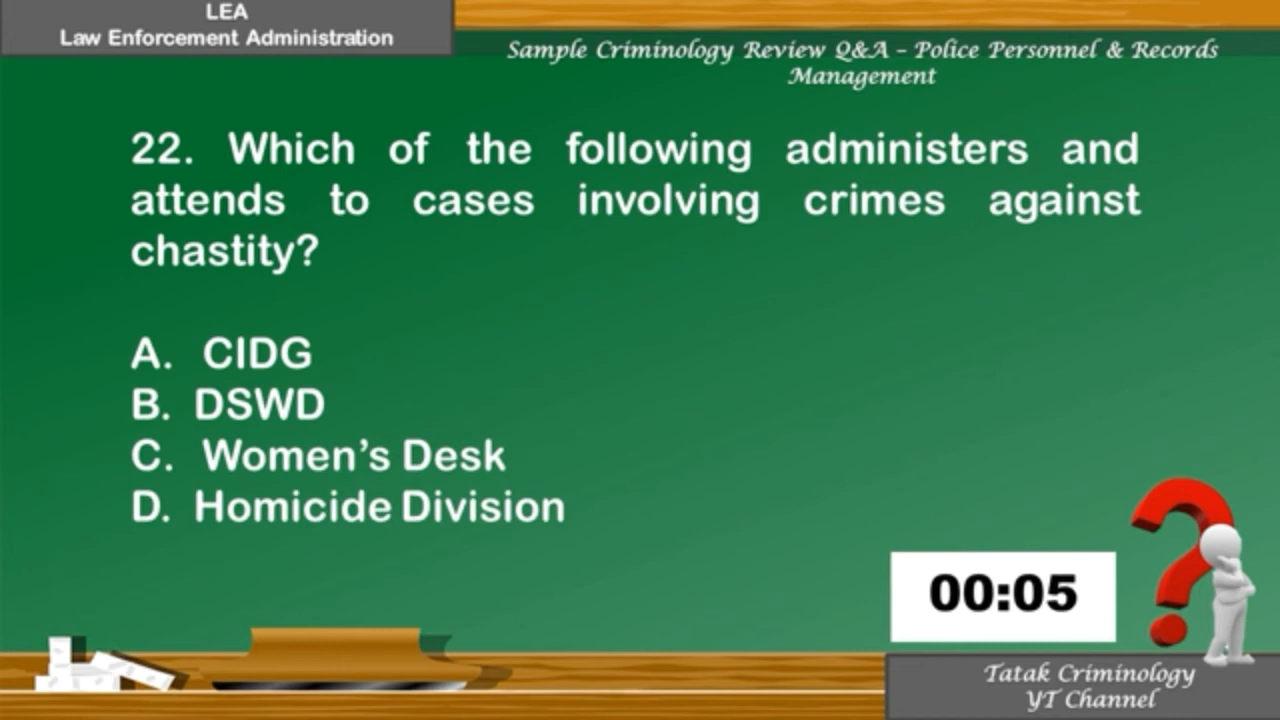 LEA
Law Enforcement Administration
Sample Criminology Review Q&A – Police Personnel & Records
Management
22. Which of the following administers and
attends to cases involving crimes against
chastity?
A. CIDG
B. DSWD
C. Women's Desk
D. Homicide Division
00:05
Tatak Criminology
YT Channel